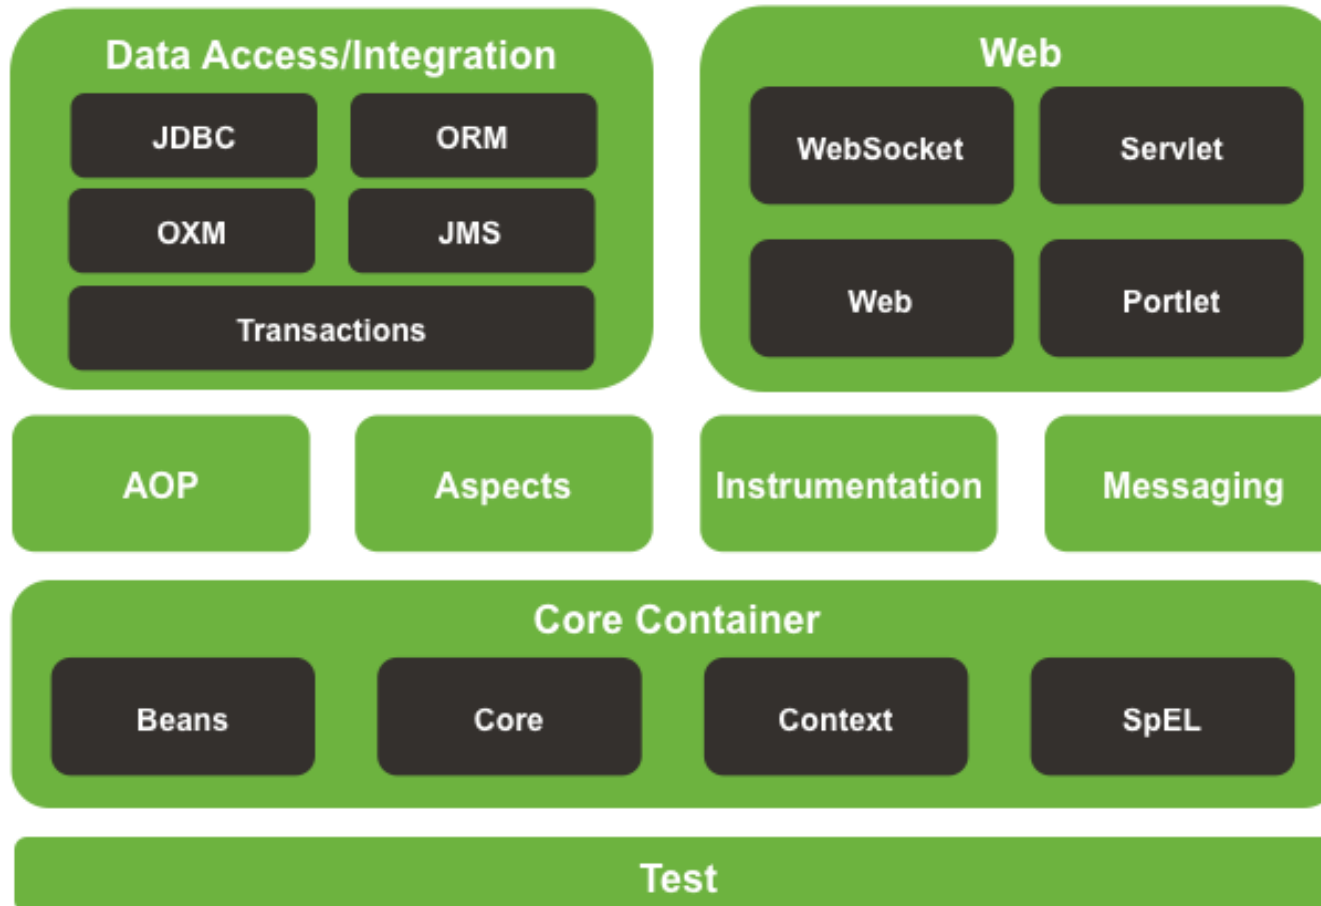 Data Access/Integration
JDBC
ORM
OXM
JMS
Transactions
Web
WebSocket
Servlet
Web
Portlet
AOP
Aspects
Instrumentation
Messaging
Core Container
Beans
Core
Context
SpEL
Test